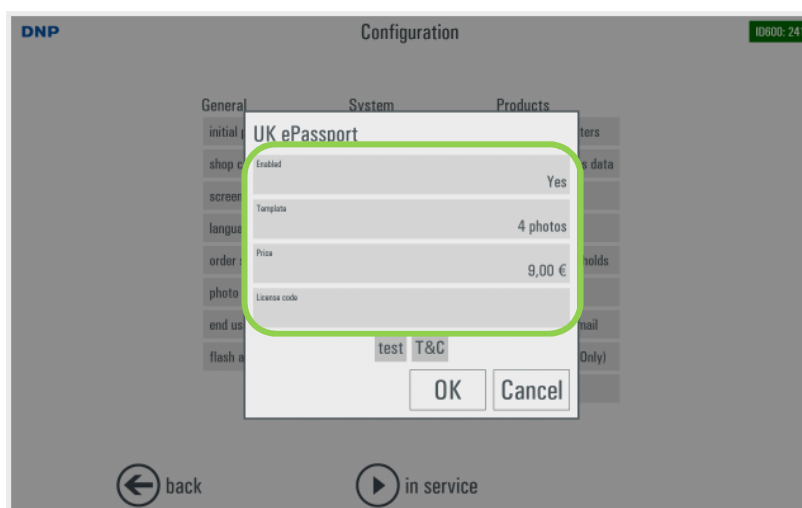 DNP
Configuration
ID600: 241
General System Products
initial p
ters
UK ePassport
shop c
s data
Enabled
Yes
screen
Template
4 photos
langua
Price
9,00 €
order s
holds
photo
License code
end us
mail
test T&C
flash a
Only)
OK Cancel
back in service